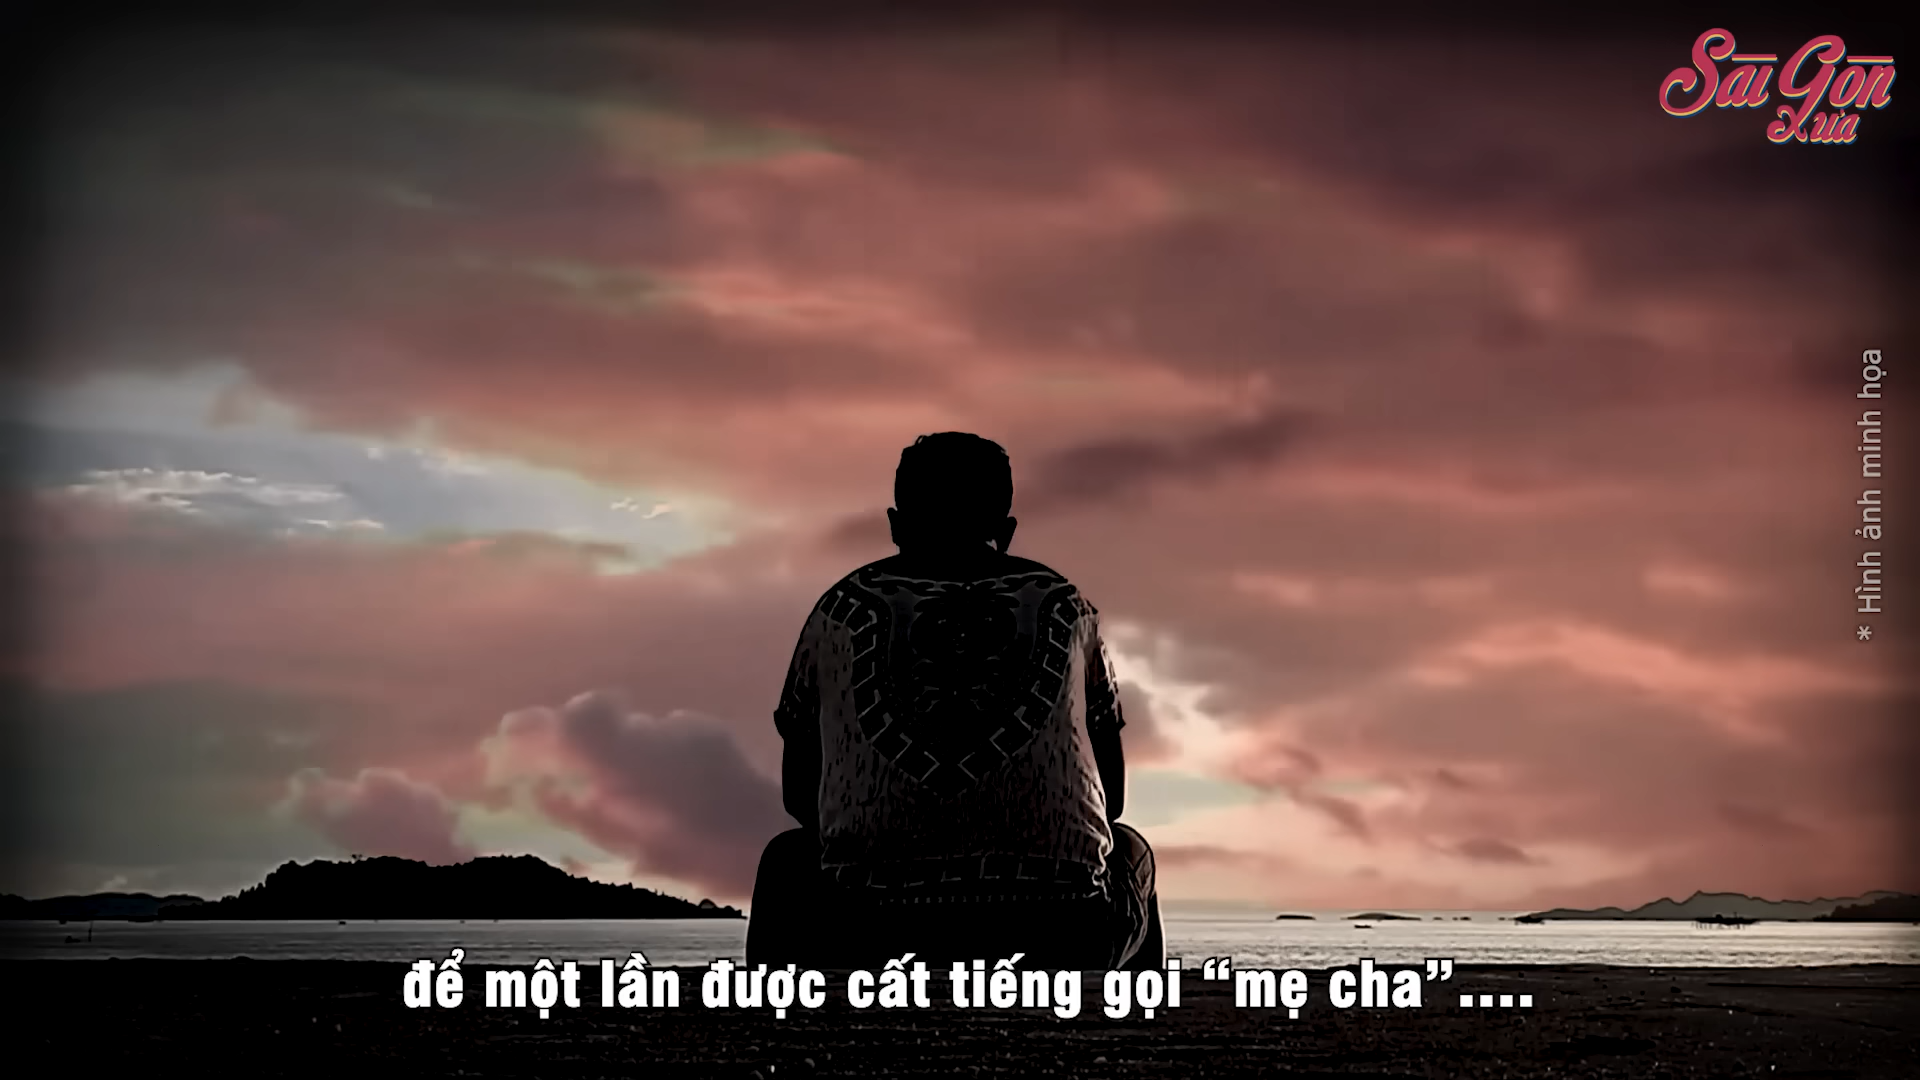 Sài Gòn
Xưa
* Hình ảnh minh họa
để một lần được cất tiếng gọi “mẹ cha”....